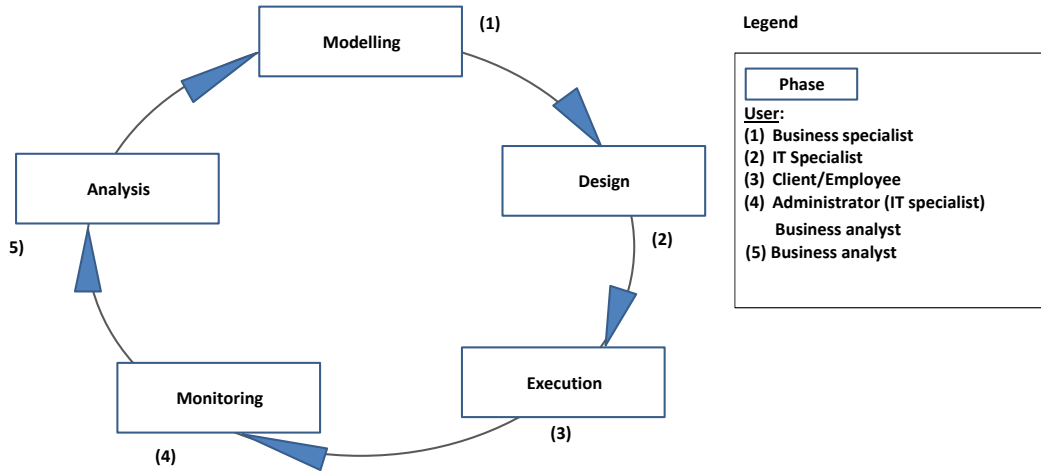 Modelling
(1)
Legend
Phase
User:
(1) Business specialist
(2) IT Specialist
(3) Client/Employee
(4) Administrator (IT specialist)
Business analyst
(5) Business analyst
Analysis
Design
5)
(2)
Monitoring
Execution
(4)
(3)